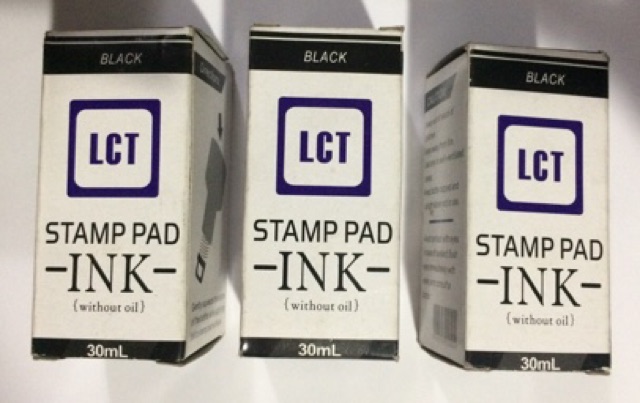 BLACK
LCT
STAMP PAD
-INK-
(without oil)
30mL
BLACK
LCT
STAMP PAD
-INK-
(without oil)
30mL
BLACK
LCT
STAMP PAD
-INK-
(without oil)
30mL